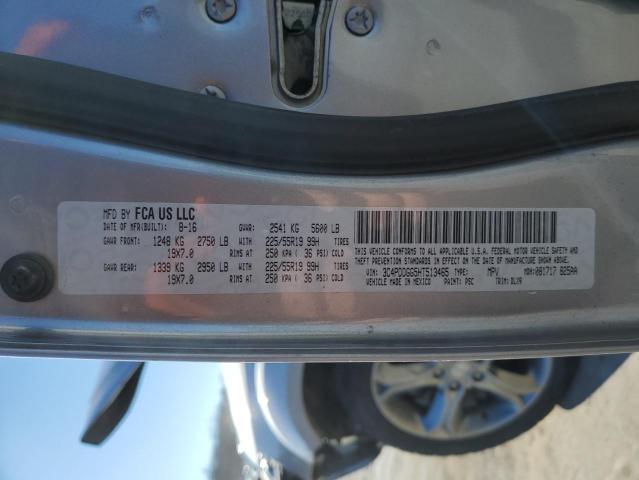 MFD BY FCA US LLC
DATE OF MFR(BUILT): 8-16 GVWR: 2541 KG 5600 LB
GAWR FRONT: 1248 KG 2750 LB WITH 225/55R19 99H TIRES
19X7.0 RIMS AT 250 KPA ( 36 PSI) COLD
GAWR REAR: 1339 KG 2950 LB WITH 225/55R19 99H TIRES
19X7.0 RIMS AT 250 KPA ( 36 PSI) COLD
THIS VEHICLE CONFORMS TO ALL APPLICABLE U.S.A. FEDERAL MOTOR VEHICLE SAFETY, BUMPER, AND THEFT
PREVENTION STANDARDS IN EFFECT ON THE DATE OF MANUFACTURE SHOWN ABOVE.
VIN: 3C4PDDGG5HT513465 TYPE: MPV MDH: 081717 825AA
VEHICLE MADE IN MEXICO PAINT: PSC TRIM: DLX9